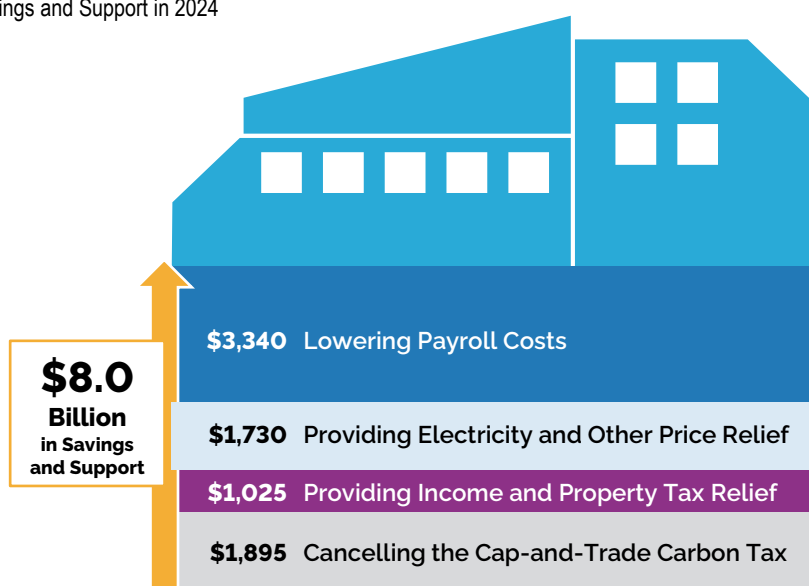 ings and Support in 2024
$3,340 Lowering Payroll Costs
$8.0
Billion
in Savings
and Support
$1,730 Providing Electricity and Other Price Relief
$1,025 Providing Income and Property Tax Relief
$1,895 Cancelling the Cap-and-Trade Carbon Tax